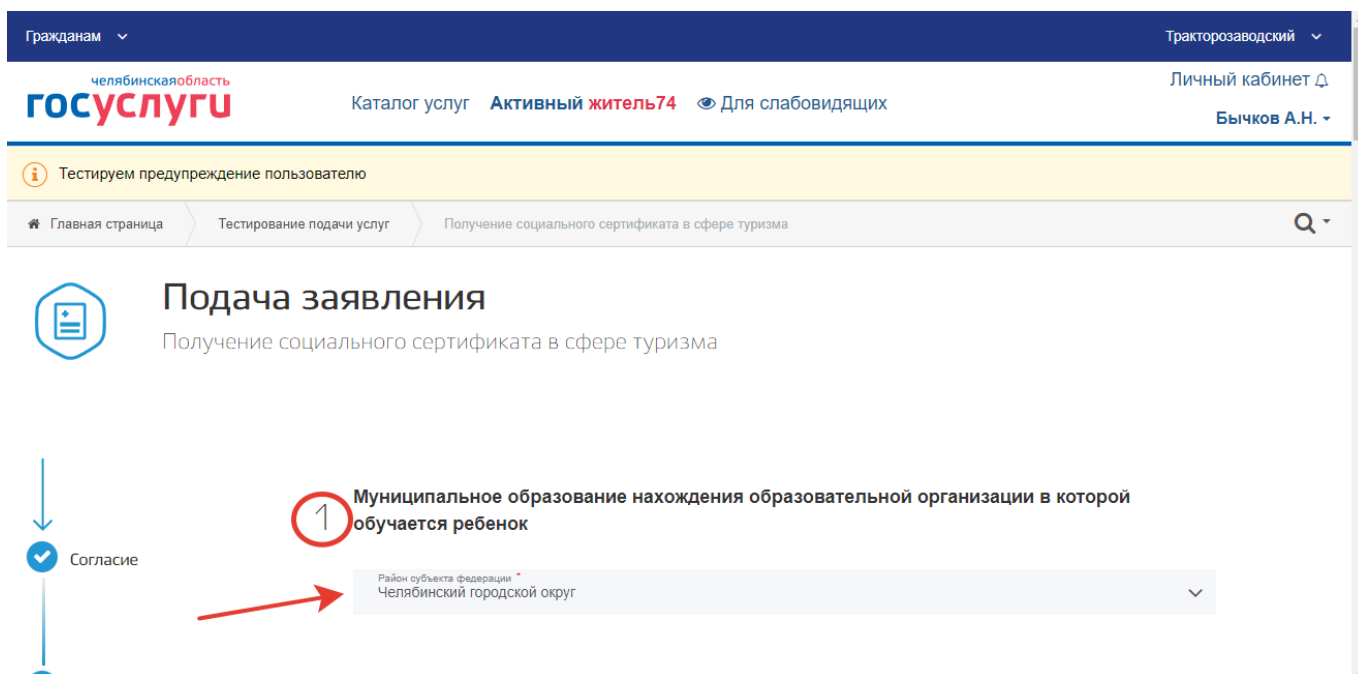 Гражданам
Тракторозаводский
челябинскаяобласть
госуслуги
Каталог услуг Активный житель74 Для слабовидящих
Личный кабинет
Бычков А.Н.
Тестируем предупреждение пользователю
Главная страница Тестирование подачи услуг Получение социального сертификата в сфере туризма
Подача заявления
Получение социального сертификата в сфере туризма
1
Муниципальное образование нахождения образовательной организации в которой
обучается ребенок
Согласие
Район субъекта федерации *
Челябинский городской округ